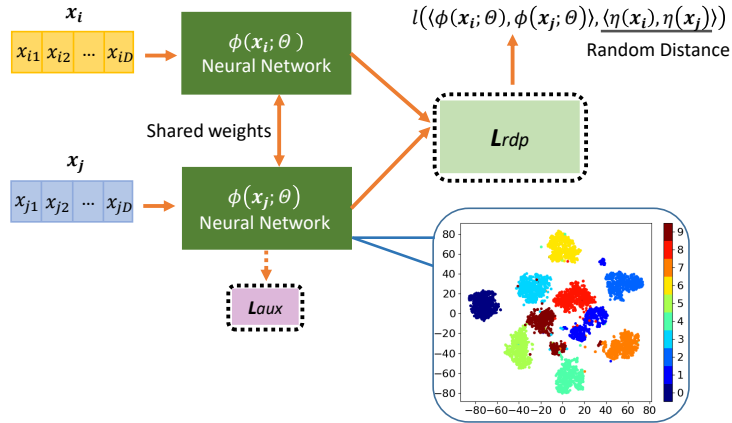 𝒙ᵢ
xᵢ₁ xᵢ₂ ... x_iD
ϕ(𝒙ᵢ; Θ)
Neural Network
l(⟨ϕ(𝒙ᵢ;Θ), ϕ(𝒙ⱼ;Θ)⟩, ⟨η(𝒙ᵢ), η(𝒙ⱼ)⟩)
Random Distance
Shared weights
Lrdp
𝒙ⱼ
xⱼ₁ xⱼ₂ ... x_jD
ϕ(𝒙ⱼ; Θ)
Neural Network
Laux
80
60
40
20
0
−20
−40
−60
−80
−80 −60 −40 −20 0 20 40 60 80
9
8
7
6
5
4
3
2
1
0